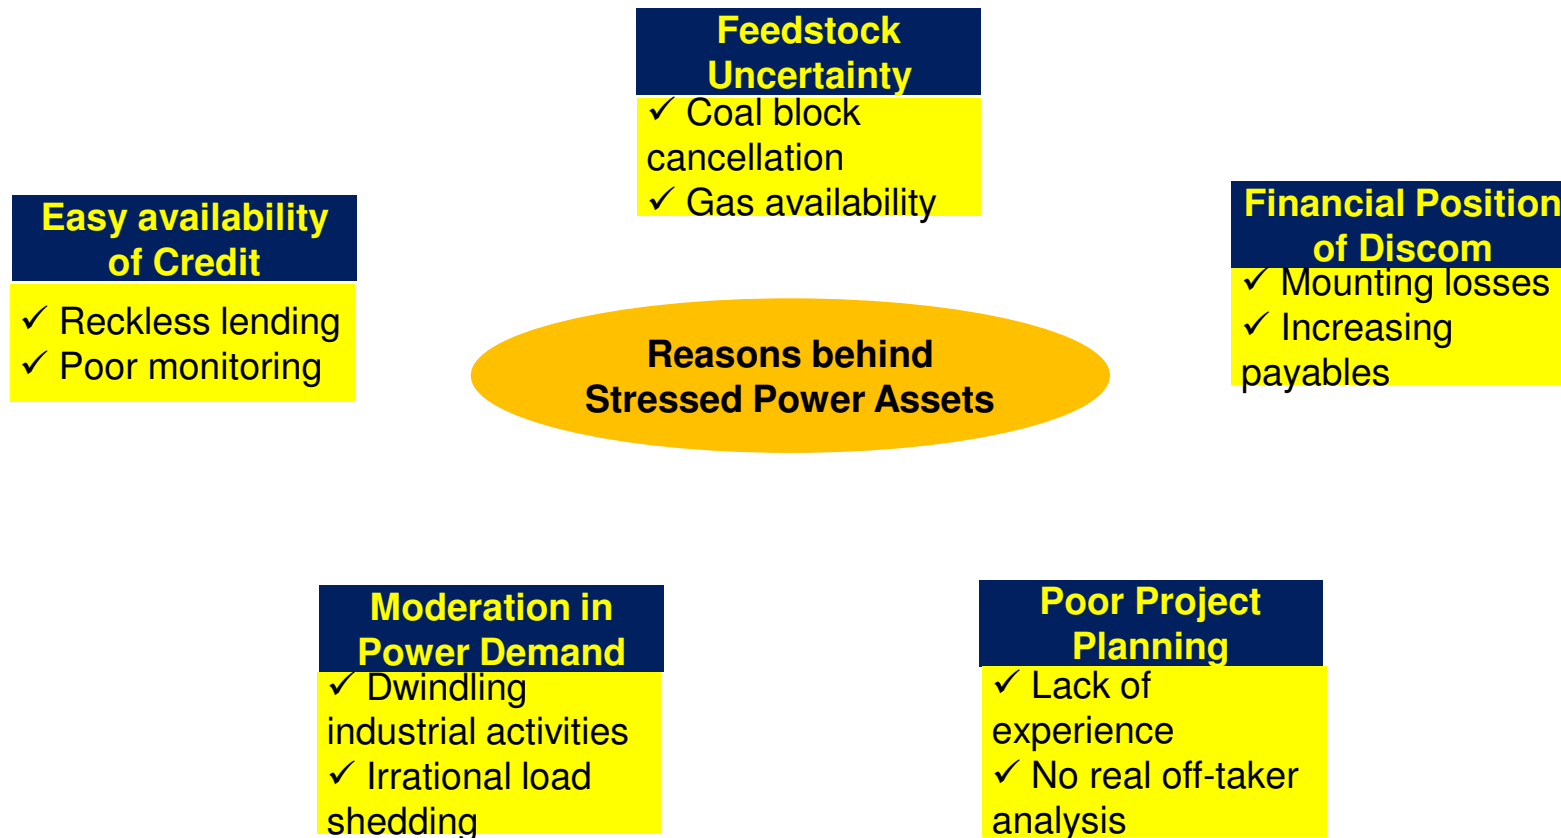 Feedstock
Uncertainty
✓ Coal block
cancellation
✓ Gas availability
Easy availability
of Credit
✓ Reckless lending
✓ Poor monitoring
Financial Position
of Discom
✓ Mounting losses
✓ Increasing
payables
Reasons behind
Stressed Power Assets
Moderation in
Power Demand
✓ Dwindling
industrial activities
✓ Irrational load
shedding
Poor Project
Planning
✓ Lack of
experience
✓ No real off-taker
analysis